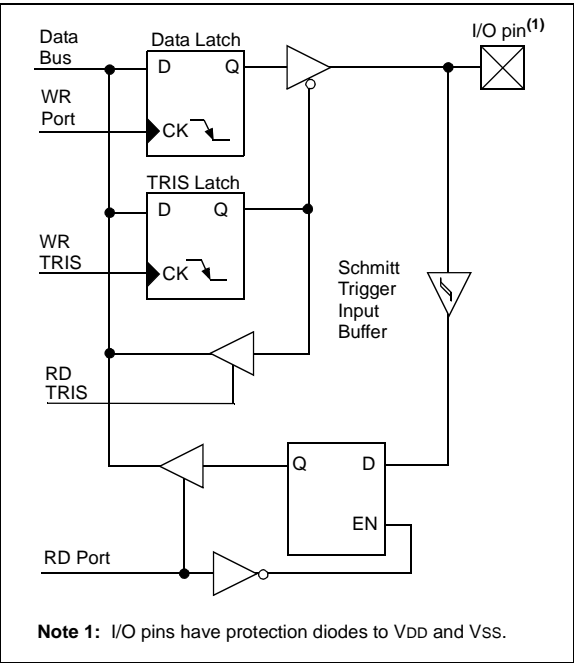 I/O pin(1)
Data
Bus
Data Latch
D Q
WR
Port
CK
TRIS Latch
D Q
WR
TRIS
CK
Schmitt
Trigger
Input
Buffer
RD
TRIS
Q D
EN
RD Port
Note 1: I/O pins have protection diodes to VDD and VSS.